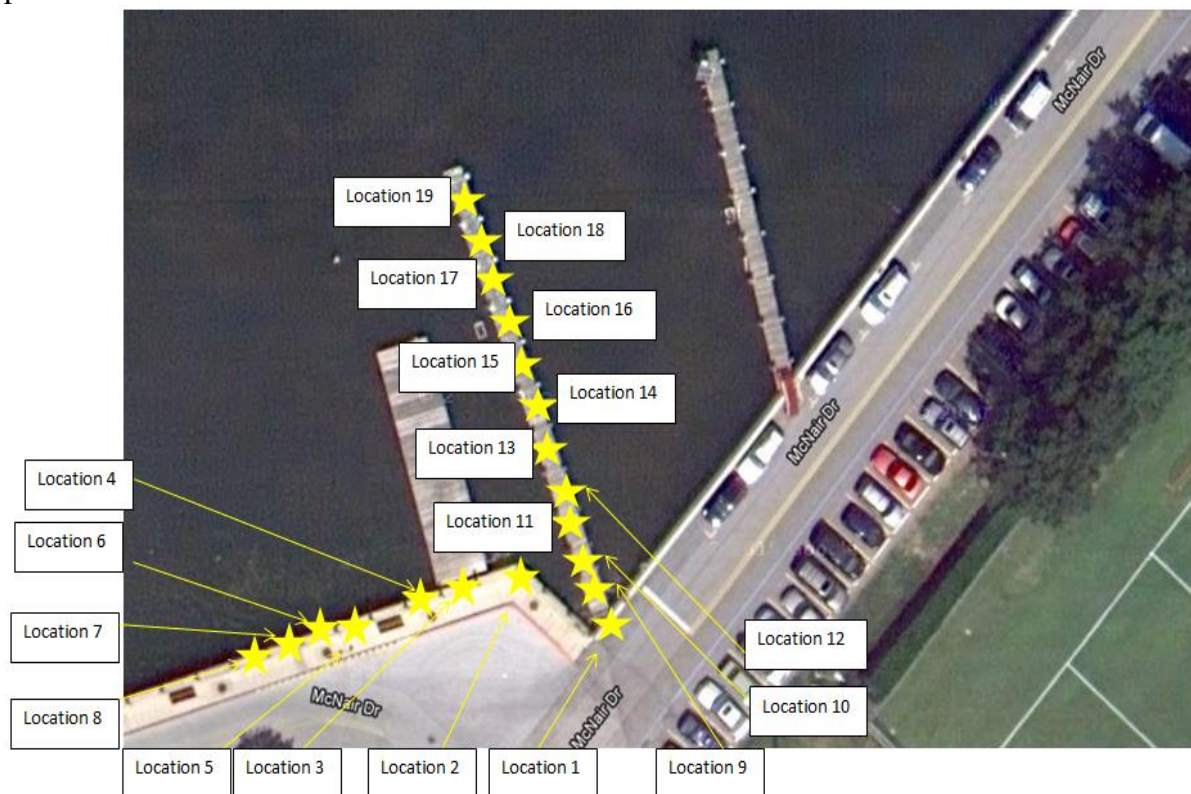 McNair Dr
Location 19
Location 18
Location 17
Location 16
Location 15
Location 14
McNair Dr
Location 13
Location 4
Location 11
Location 6
Location 7
Location 12
Location 8
McNair Dr
McNair Dr
Location 10
Location 5
Location 3
Location 2
Location 1
Location 9